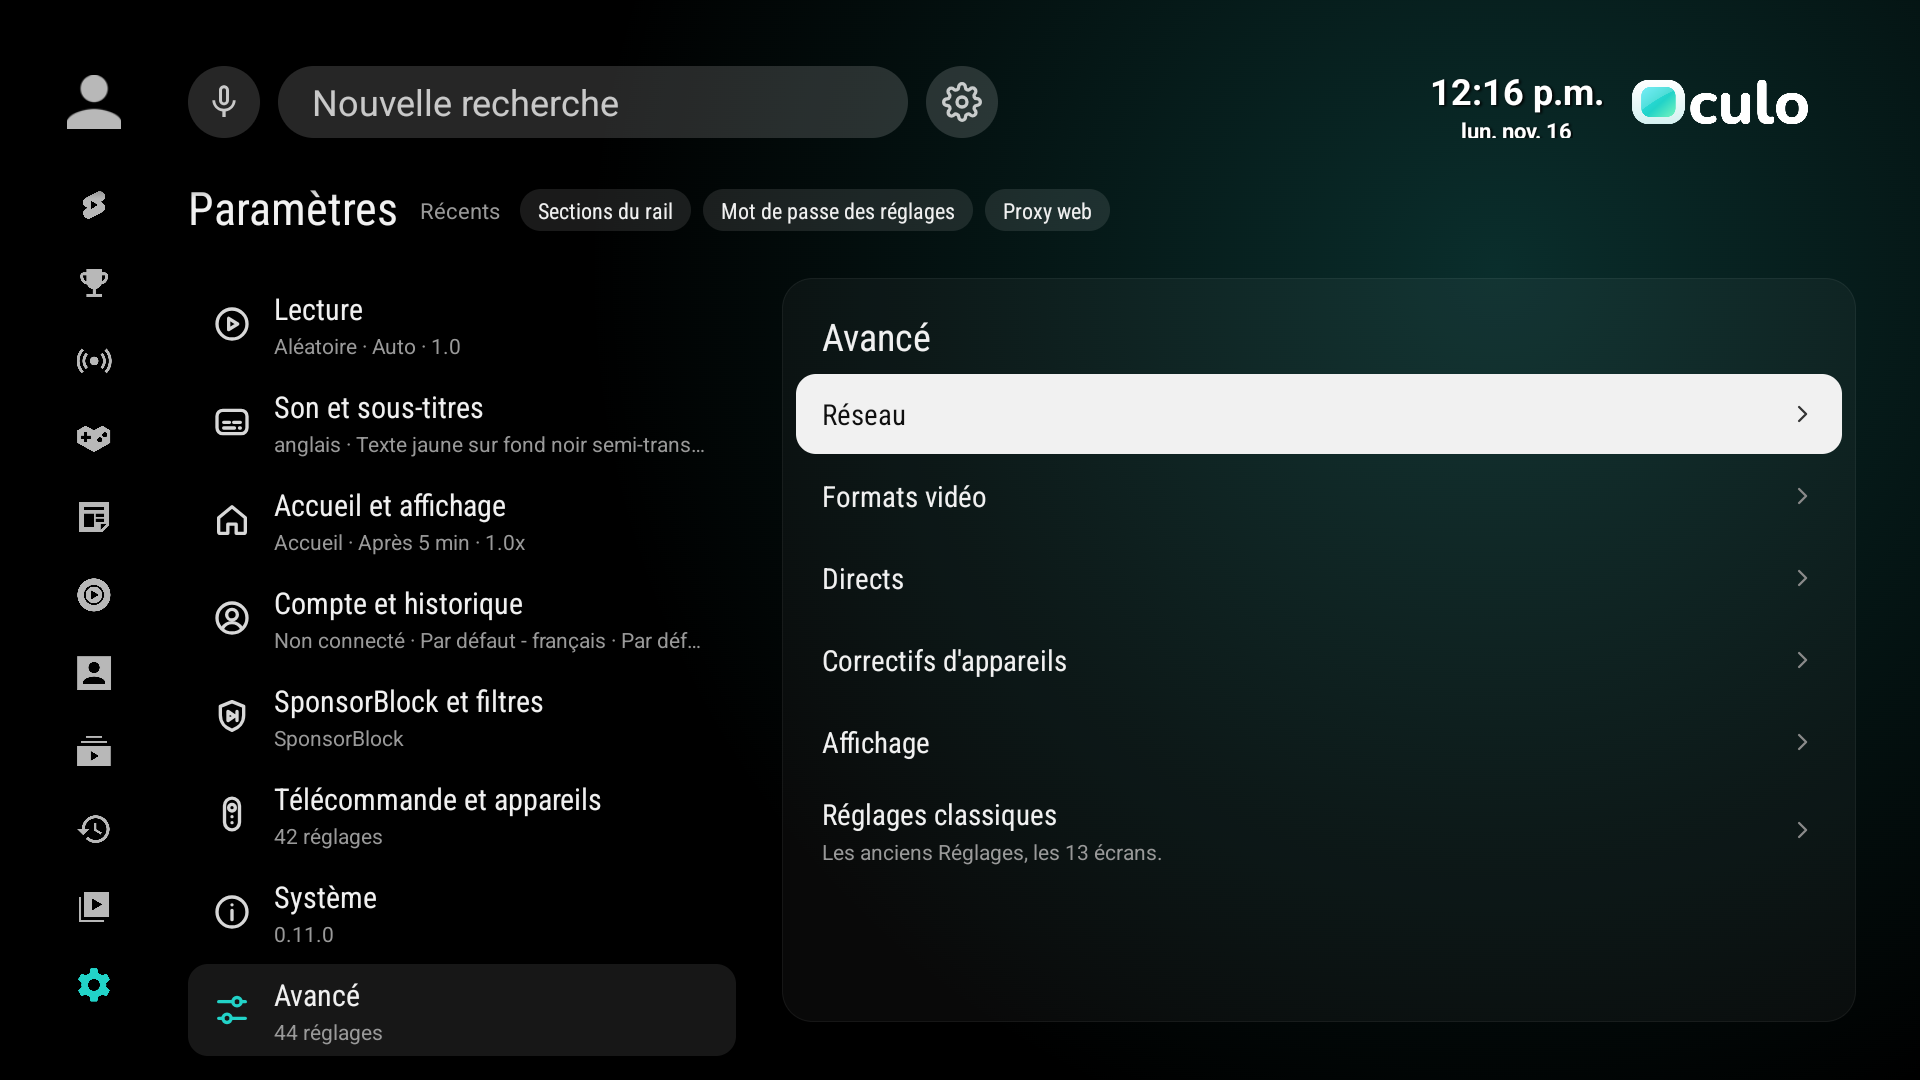 Nouvelle recherche
12:16 p.m.
lun. nov. 16
Oculo
Paramètres
Récents
Sections du rail
Mot de passe des réglages
Proxy web
Lecture
Aléatoire · Auto · 1.0
Son et sous-titres
anglais · Texte jaune sur fond noir semi-trans…
Accueil et affichage
Accueil · Après 5 min · 1.0x
Compte et historique
Non connecté · Par défaut - français · Par déf…
SponsorBlock et filtres
SponsorBlock
Télécommande et appareils
42 réglages
Système
0.11.0
Avancé
44 réglages
Avancé
Réseau
Formats vidéo
Directs
Correctifs d'appareils
Affichage
Réglages classiques
Les anciens Réglages, les 13 écrans.